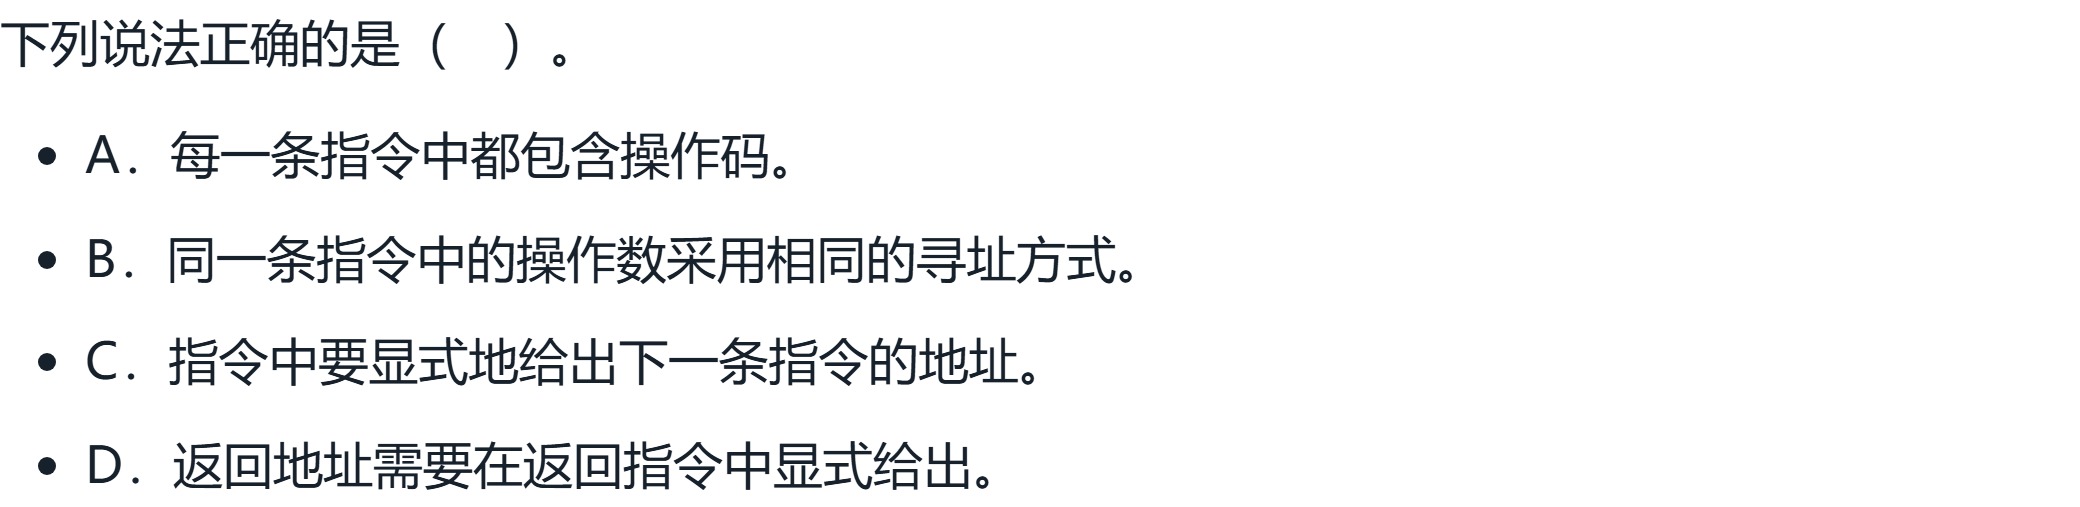 下列说法正确的是（　）。
• A．每一条指令中都包含操作码。
• B．同一条指令中的操作数采用相同的寻址方式。
• C．指令中要显式地给出下一条指令的地址。
• D．返回地址需要在返回指令中显式给出。